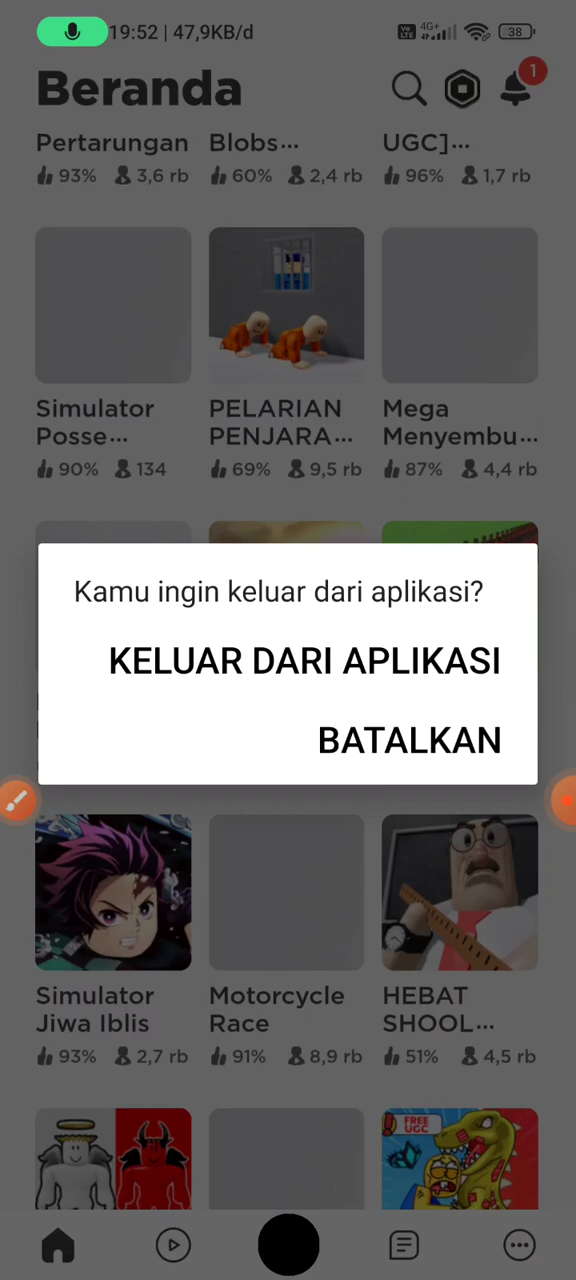 19:52 | 47,9KB/d
Vo LTE 4G+ 38
Beranda
1
Pertarungan Blobs... UGC]...
93% 3,6 rb 60% 2,4 rb 96% 1,7 rb
Simulator Posse...
PELARIAN PENJARA...
Mega Menyembu...
90% 134 69% 9,5 rb 87% 4,4 rb
Kamu ingin keluar dari aplikasi?
KELUAR DARI APLIKASI
BATALKAN
Simulator Jiwa Iblis
Motorcycle Race
HEBAT SHOOL...
93% 2,7 rb 91% 8,9 rb 51% 4,5 rb
FREE
UGC